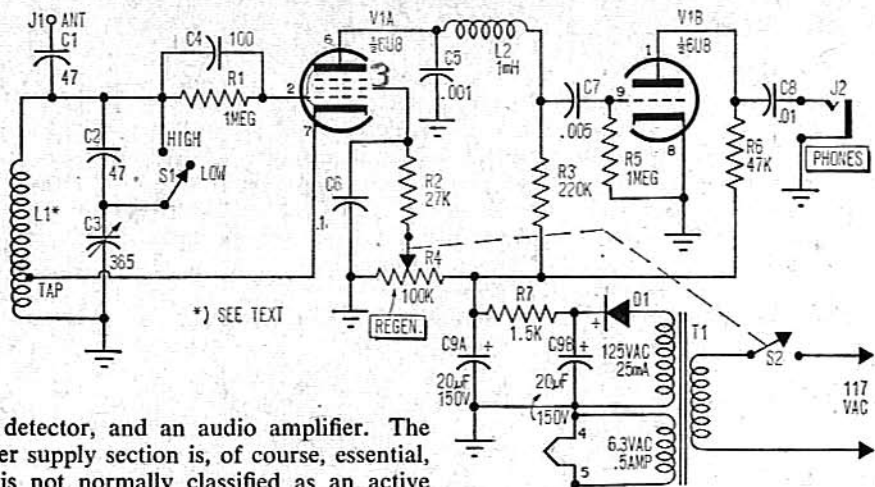 J1 ANT
C1
47
C4 100
R1
1MEG
2
V1A
½6U8
6
3
7
C5
.001
L2
1mH
C7
.005
V1B
½6U8
1
9
8
R5
1MEG
C8
.01
J2
PHONES
R6
47K
C2
47
HIGH
S1 LOW
C3
365
L1*
TAP
C6
.1
R2
27K
R3
220K
R4
100K
REGEN.
*) SEE TEXT
R7
1.5K
D1
C9A +
20µF
150V
C9B +
20µF
150V
125VAC
25mA
T1
S2
117
VAC
4
5
6.3VAC
.5AMP
detector, and an audio amplifier. The
er supply section is, of course, essential,
is not normally classified as an active